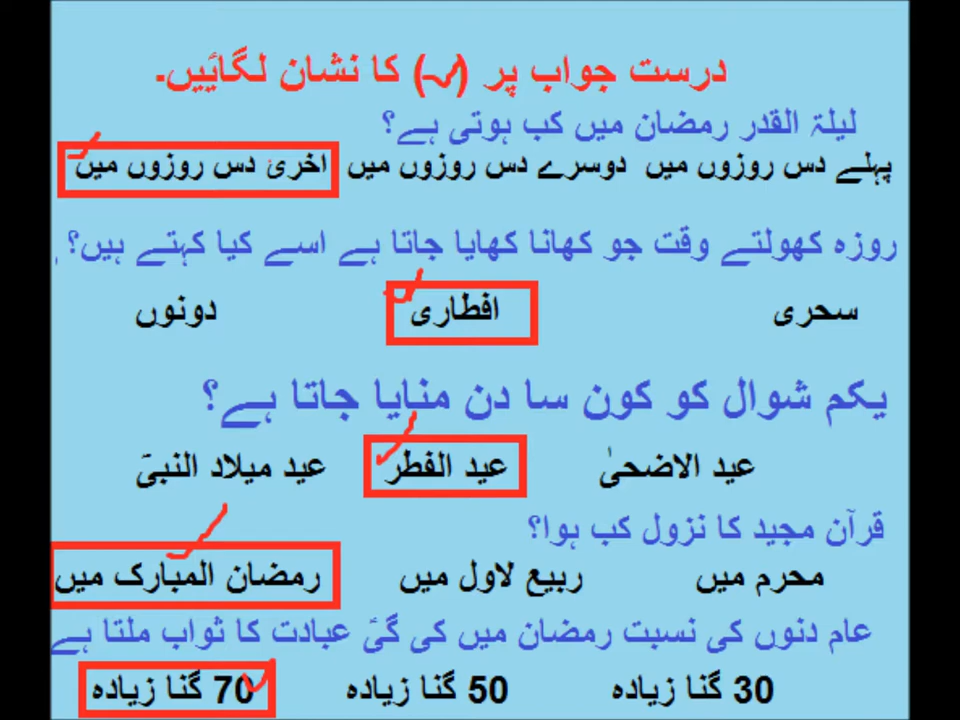 درست جواب پر (✓) کا نشان لگائیں۔
لیلۃ القدر رمضان میں کب ہوتی ہے؟
پہلے دس روزوں میں دوسرے دس روزوں میں اخرئ دس روزوں میں
روزہ کھولتے وقت جو کھانا کھایا جاتا ہے اسے کیا کہتے ہیں؟
سحری افطاری دونوں
یکم شوال کو کون سا دن منایا جاتا ہے؟
عید الاضحیٰ عید الفطر عید میلاد النبیؐ
قرآن مجید کا نزول کب ہوا؟
محرم میں ربیع لاول میں رمضان المبارک میں
عام دنوں کی نسبت رمضان میں کی گئ عبادت کا ثواب ملتا ہے
30 گنا زیادہ 50 گنا زیادہ 70 گنا زیادہ